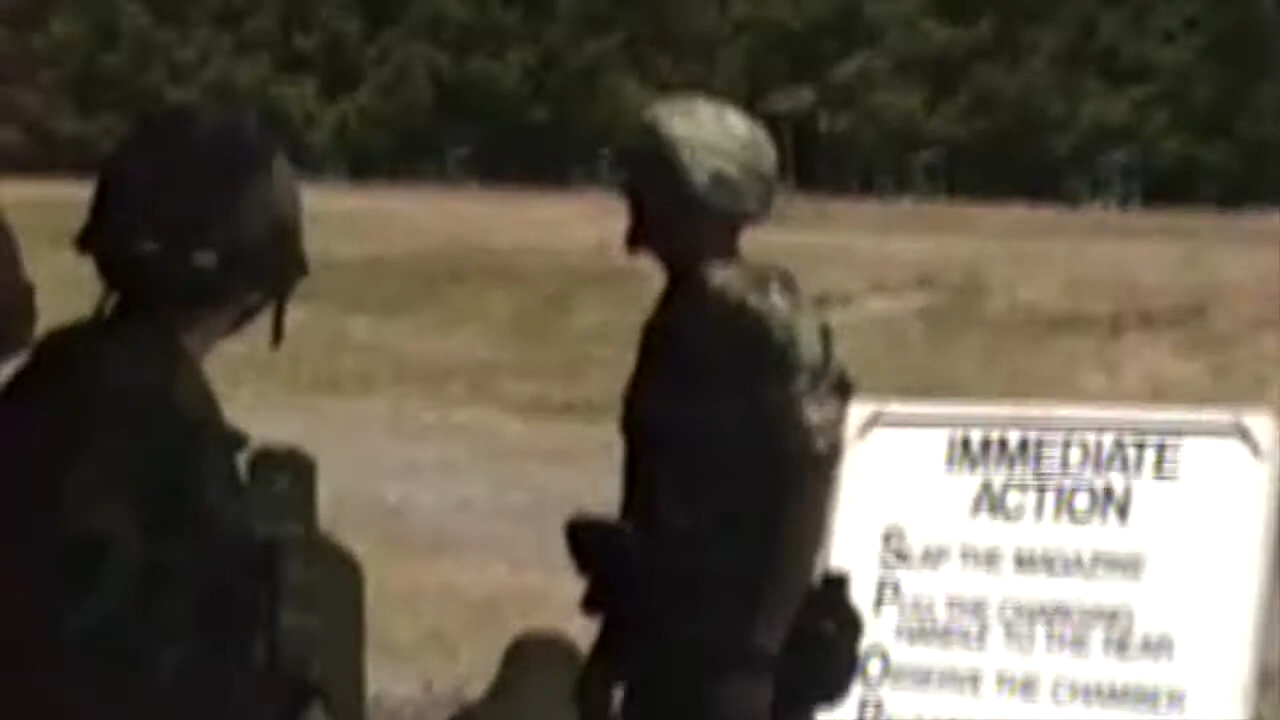 IMMEDIATE
ACTION
SLAP THE MAGAZINE
PULL THE CHARGING
HANDLE TO THE REAR
OBSERVE THE CHAMBER